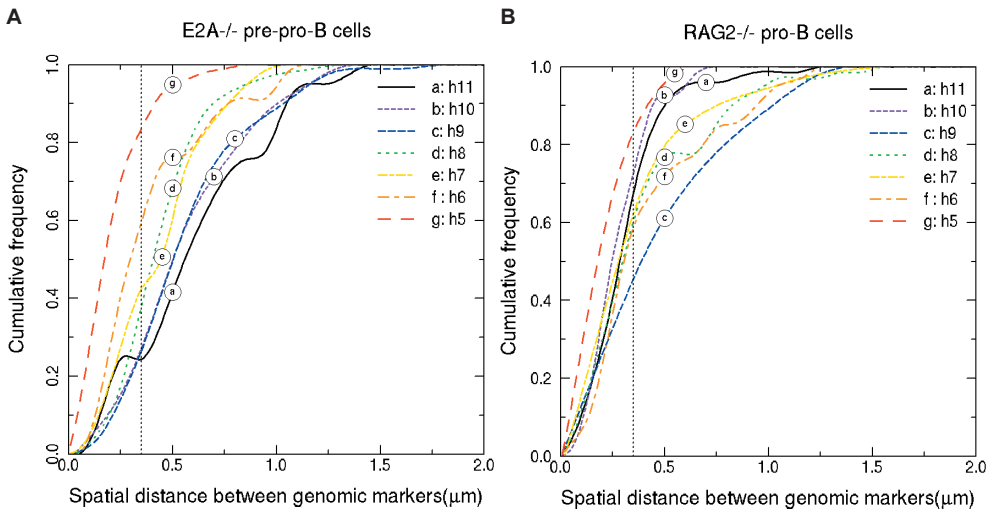 A
E2A-/- pre-pro-B cells
Cumulative frequency
1.0
0.8
0.6
0.4
0.2
0.0
0.0 0.5 1.0 1.5 2.0
Spatial distance between genomic markers(μm)
g
f
d
e
a
b
c
a: h11
b: h10
c: h9
d: h8
e: h7
f : h6
g: h5
B
RAG2-/- pro-B cells
Cumulative frequency
1.0
0.8
0.6
0.4
0.2
0.0
0.0 0.5 1.0 1.5 2.0
Spatial distance between genomic markers(μm)
g
a
b
e
d
f
c
a: h11
b: h10
c: h9
d: h8
e: h7
f : h6
g: h5